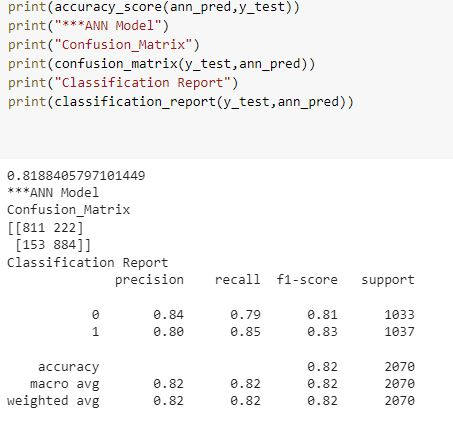 print(accuracy_score(ann_pred,y_test))
print("***ANN Model")
print("Confusion_Matrix")
print(confusion_matrix(y_test,ann_pred))
print("Classification Report")
print(classification_report(y_test,ann_pred))
0.8188405797101449
***ANN Model
Confusion_Matrix
[[811 222]
 [153 884]]
Classification Report
              precision    recall  f1-score   support

           0       0.84      0.79      0.81      1033
           1       0.80      0.85      0.83      1037

    accuracy                           0.82      2070
   macro avg       0.82      0.82      0.82      2070
weighted avg       0.82      0.82      0.82      2070